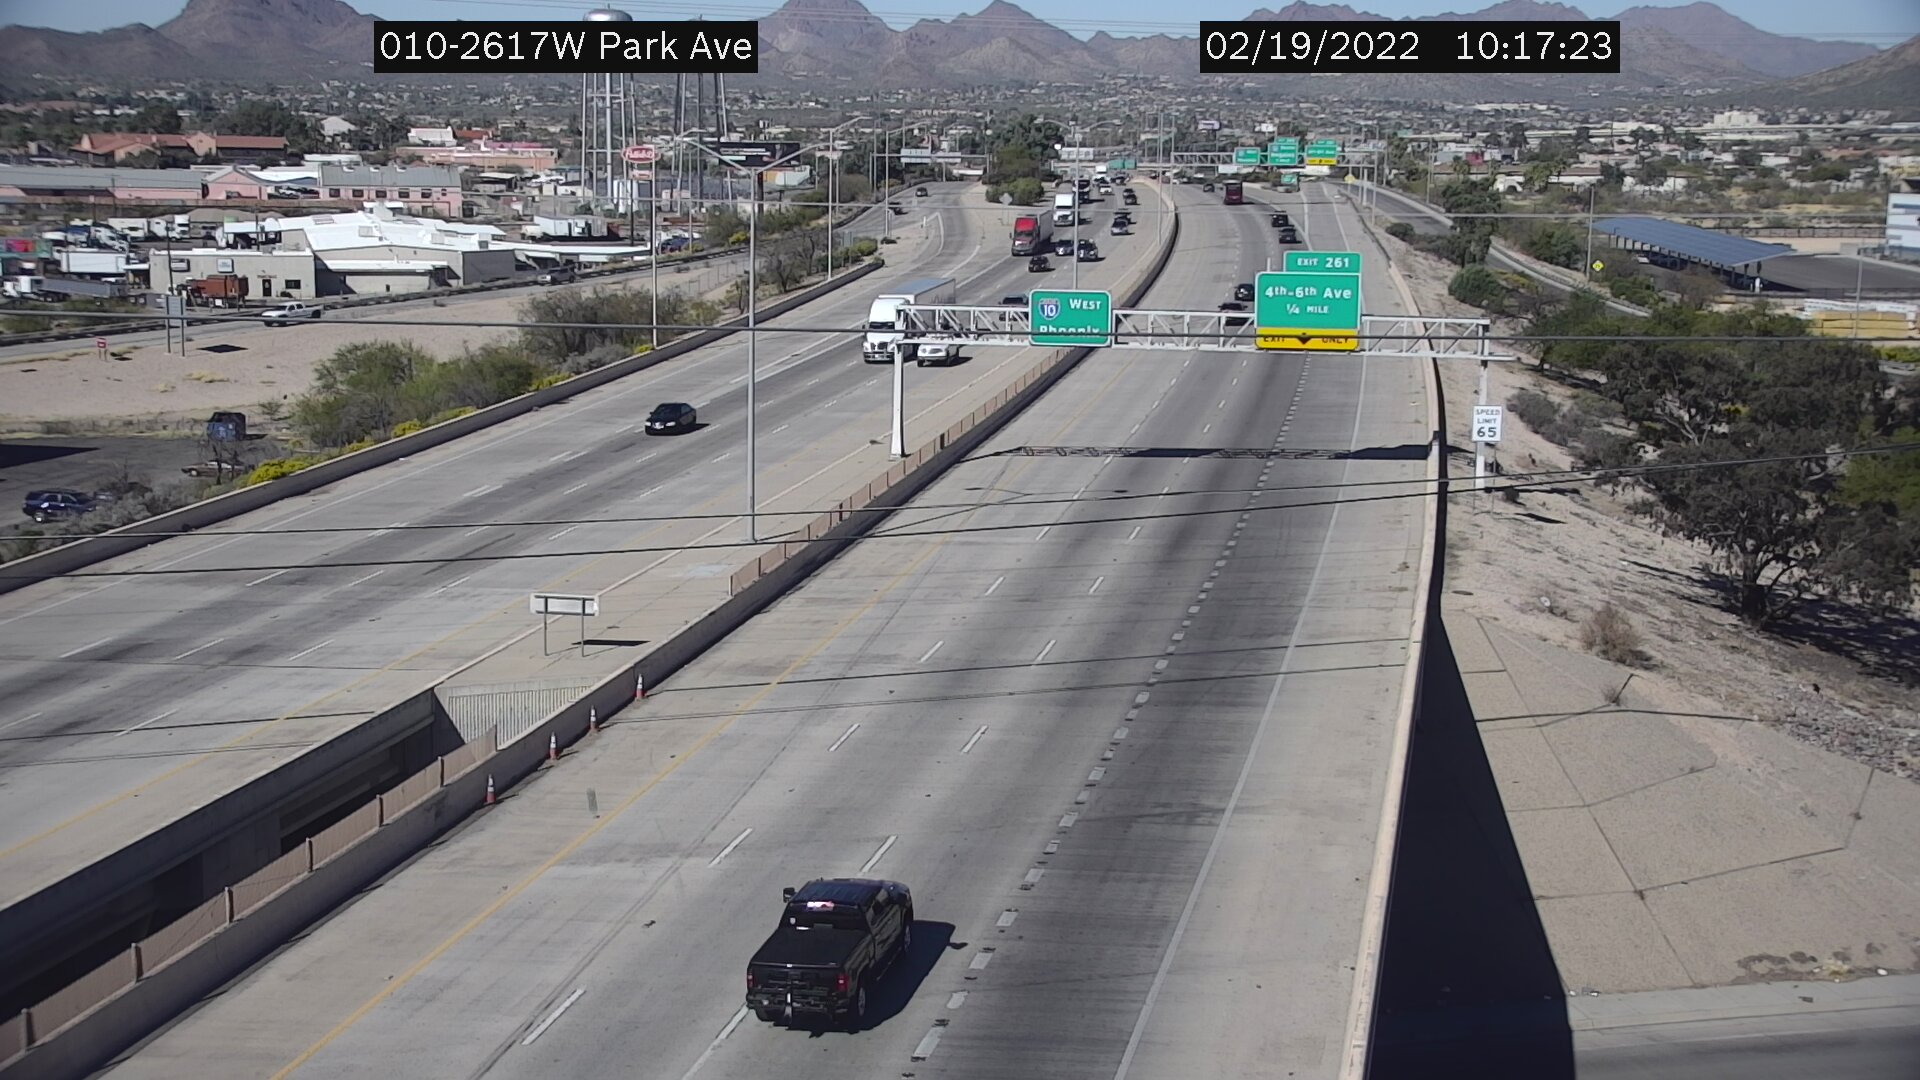 010-2617W Park Ave
02/19/2022 10:17:23
EXIT 261
4th-6th Ave
1/4 MILE
EXIT ONLY
10
WEST
Phoenix
SPEED
LIMIT
65